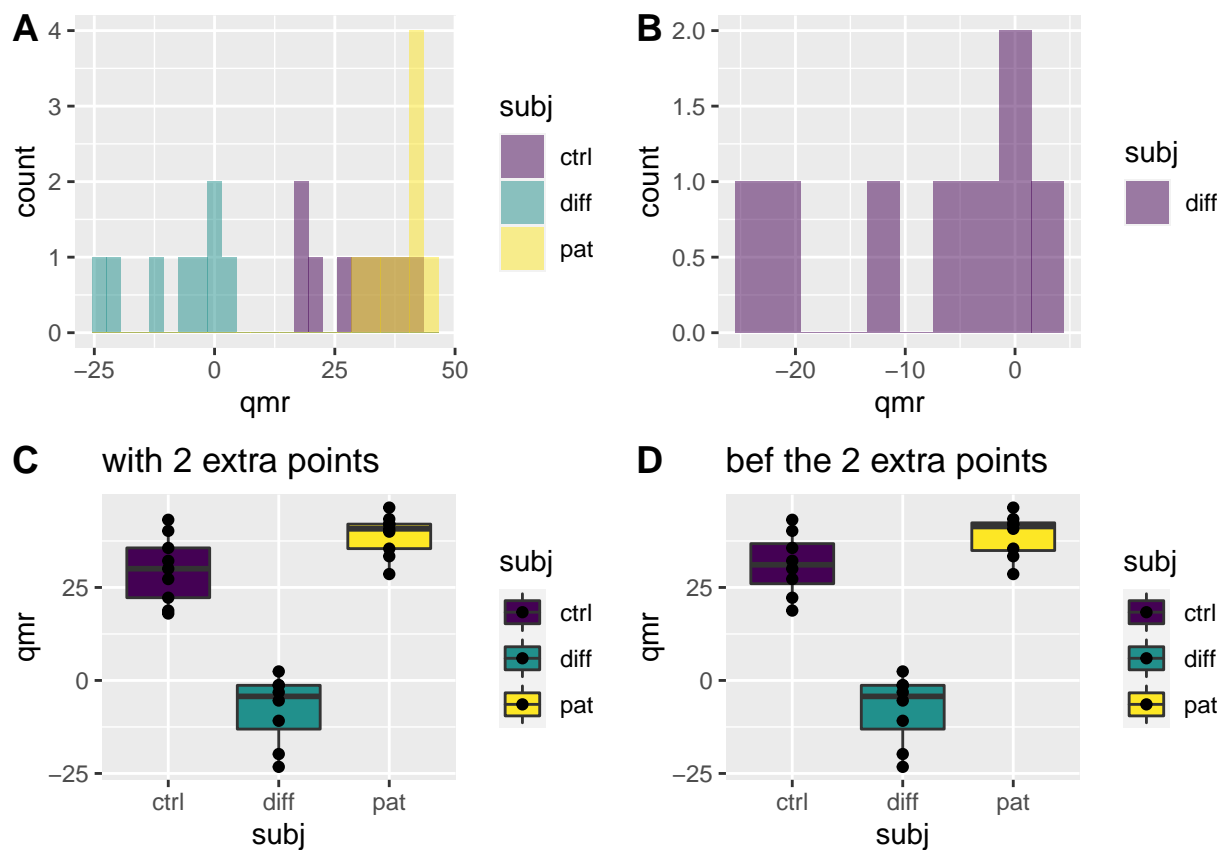 A
4
3
2
1
0
count
−25
0
25
50
qmr
subj
ctrl
diff
pat
B
2.0
1.5
1.0
0.5
0.0
count
−20
−10
0
qmr
subj
diff
C
with 2 extra points
25
0
−25
qmr
ctrl
diff
pat
subj
subj
ctrl
diff
pat
D
bef the 2 extra points
25
0
−25
qmr
ctrl
diff
pat
subj
subj
ctrl
diff
pat